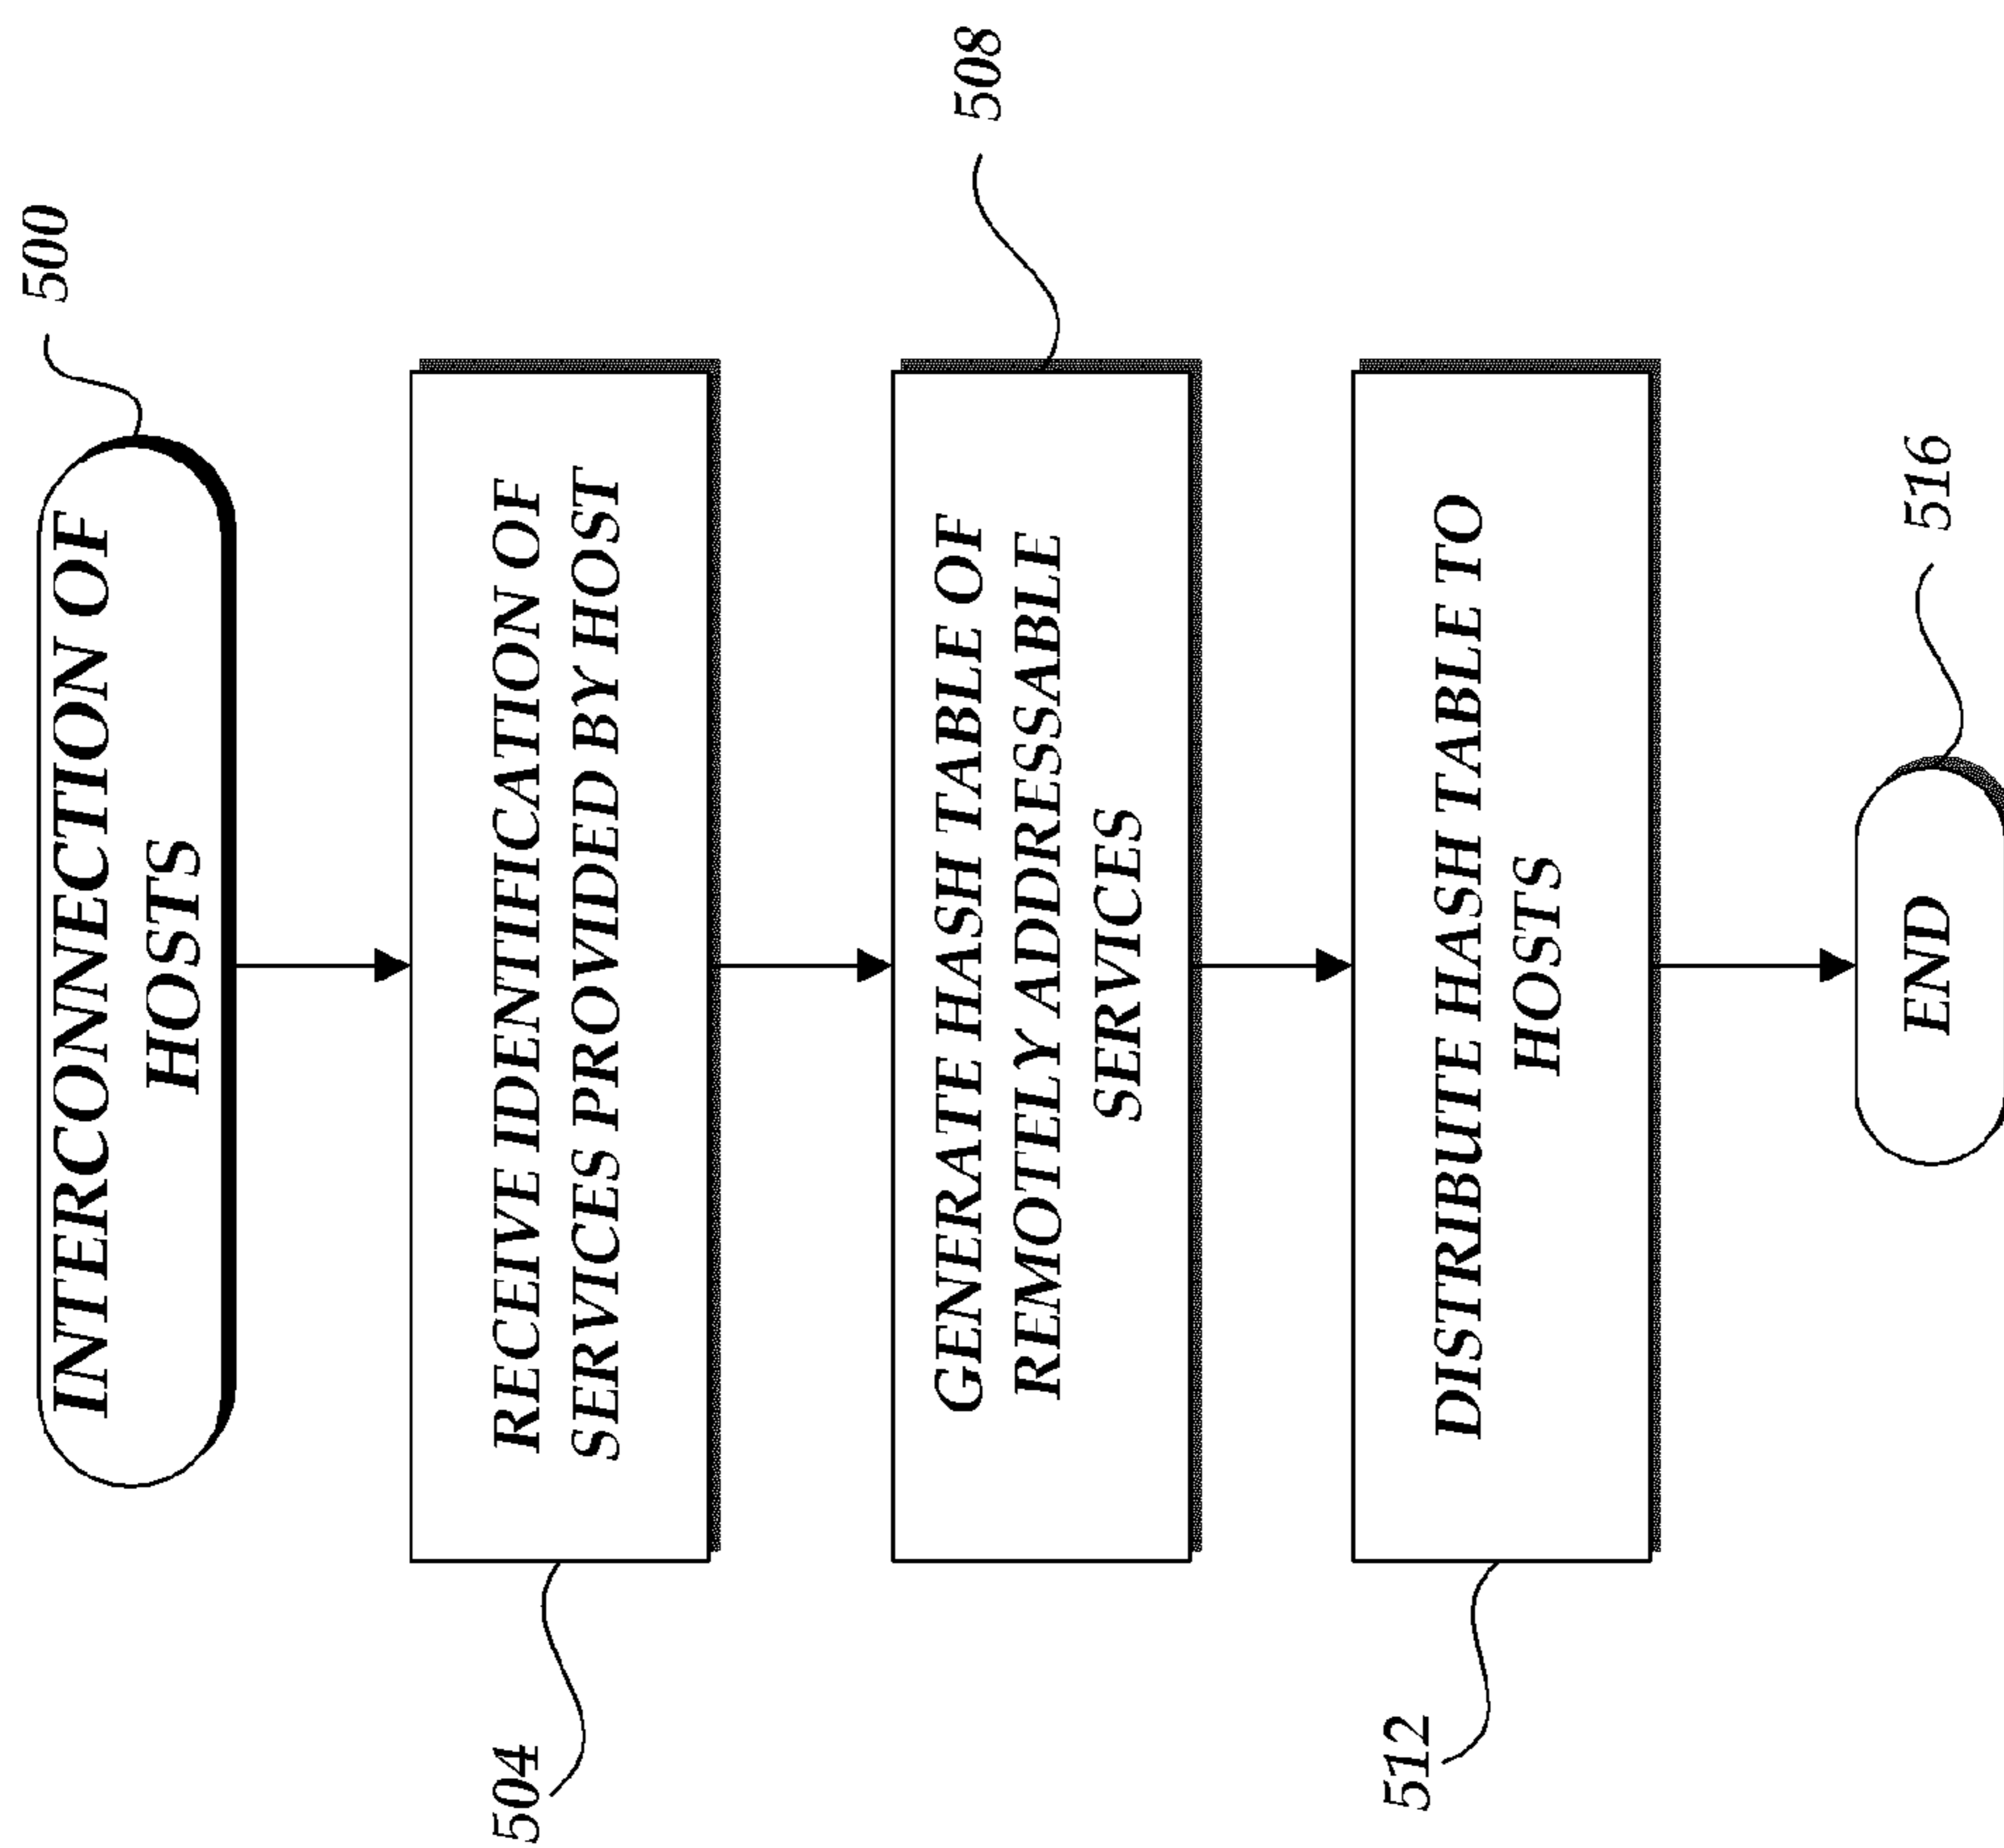 500
INTERCONNECTION OF
HOSTS
504
RECEIVE IDENTIFICATION OF
SERVICES PROVIDED BY HOST
508
GENERATE HASH TABLE OF
REMOTELY ADDRESSABLE
SERVICES
512
DISTRIBUTE HASH TABLE TO
HOSTS
516
END